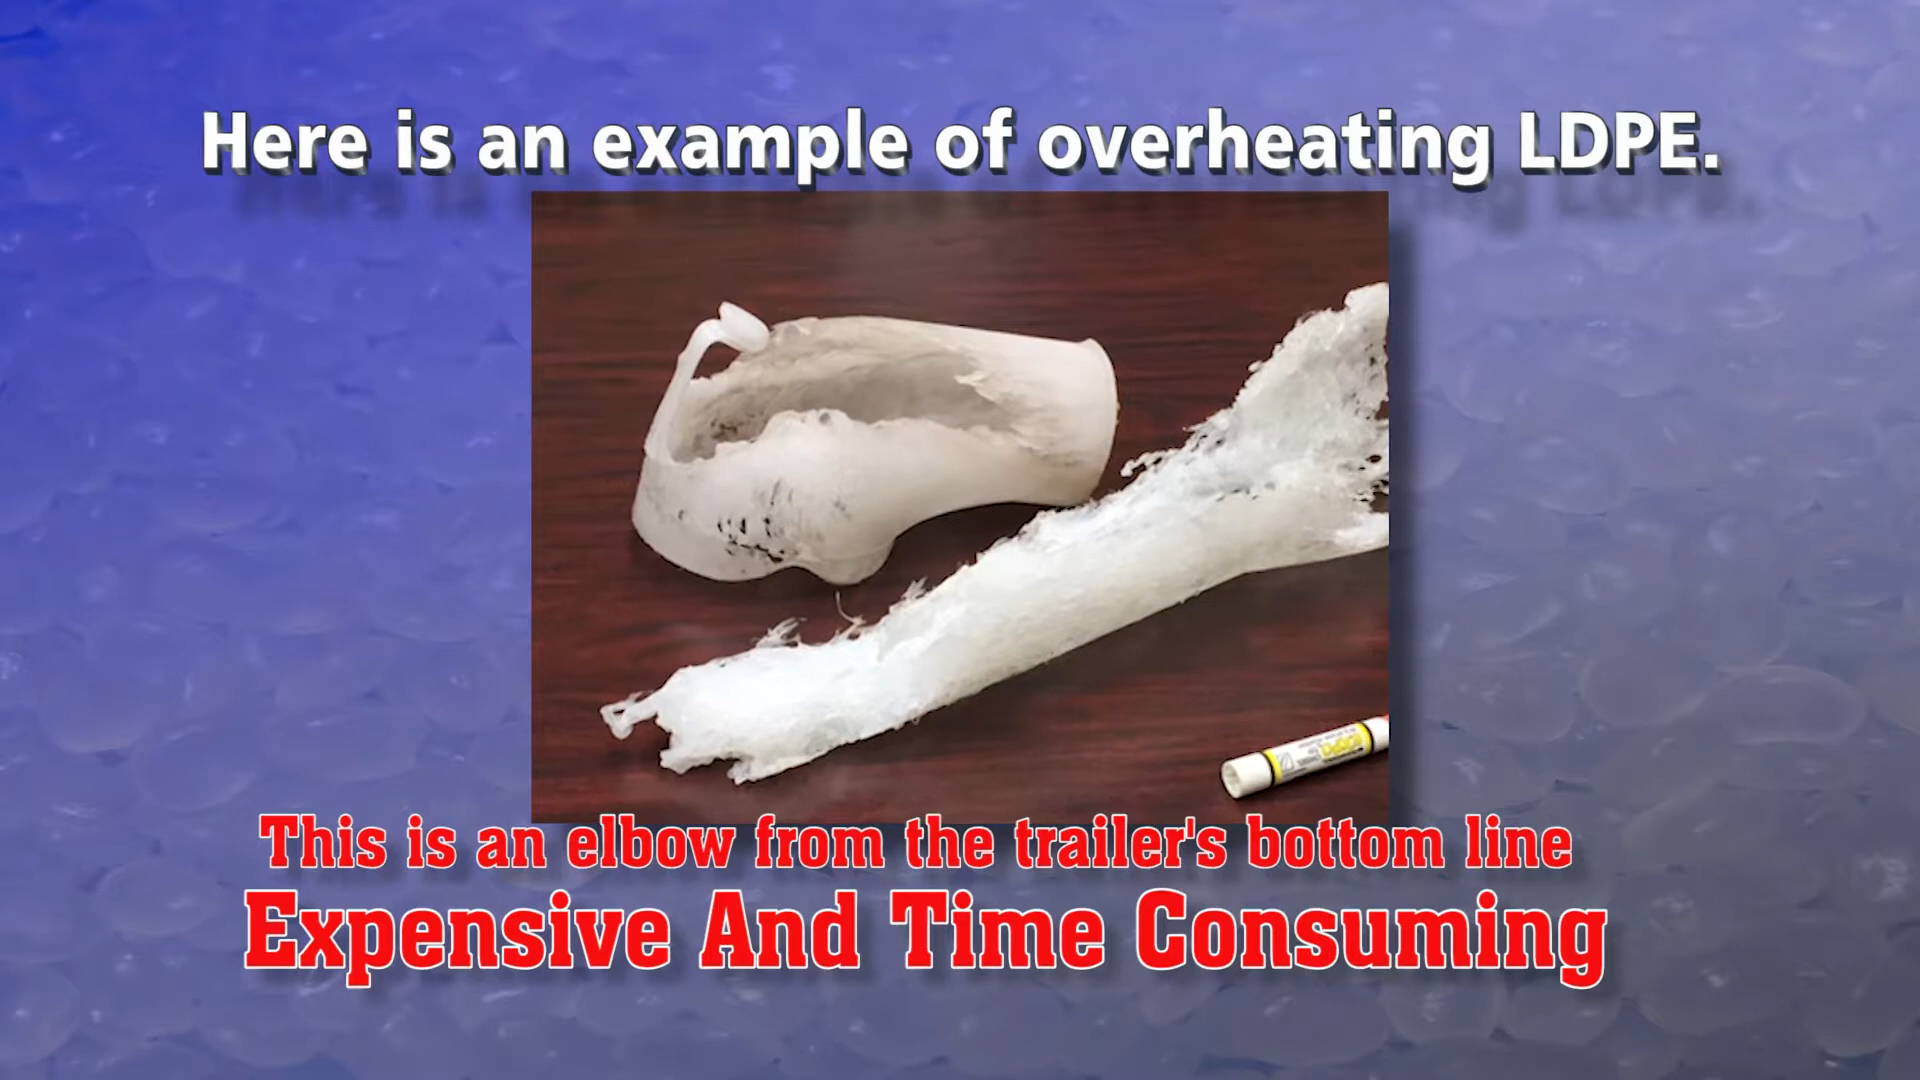 Here is an example of overheating LDPE.
This is an elbow from the trailer's bottom line
Expensive And Time Consuming